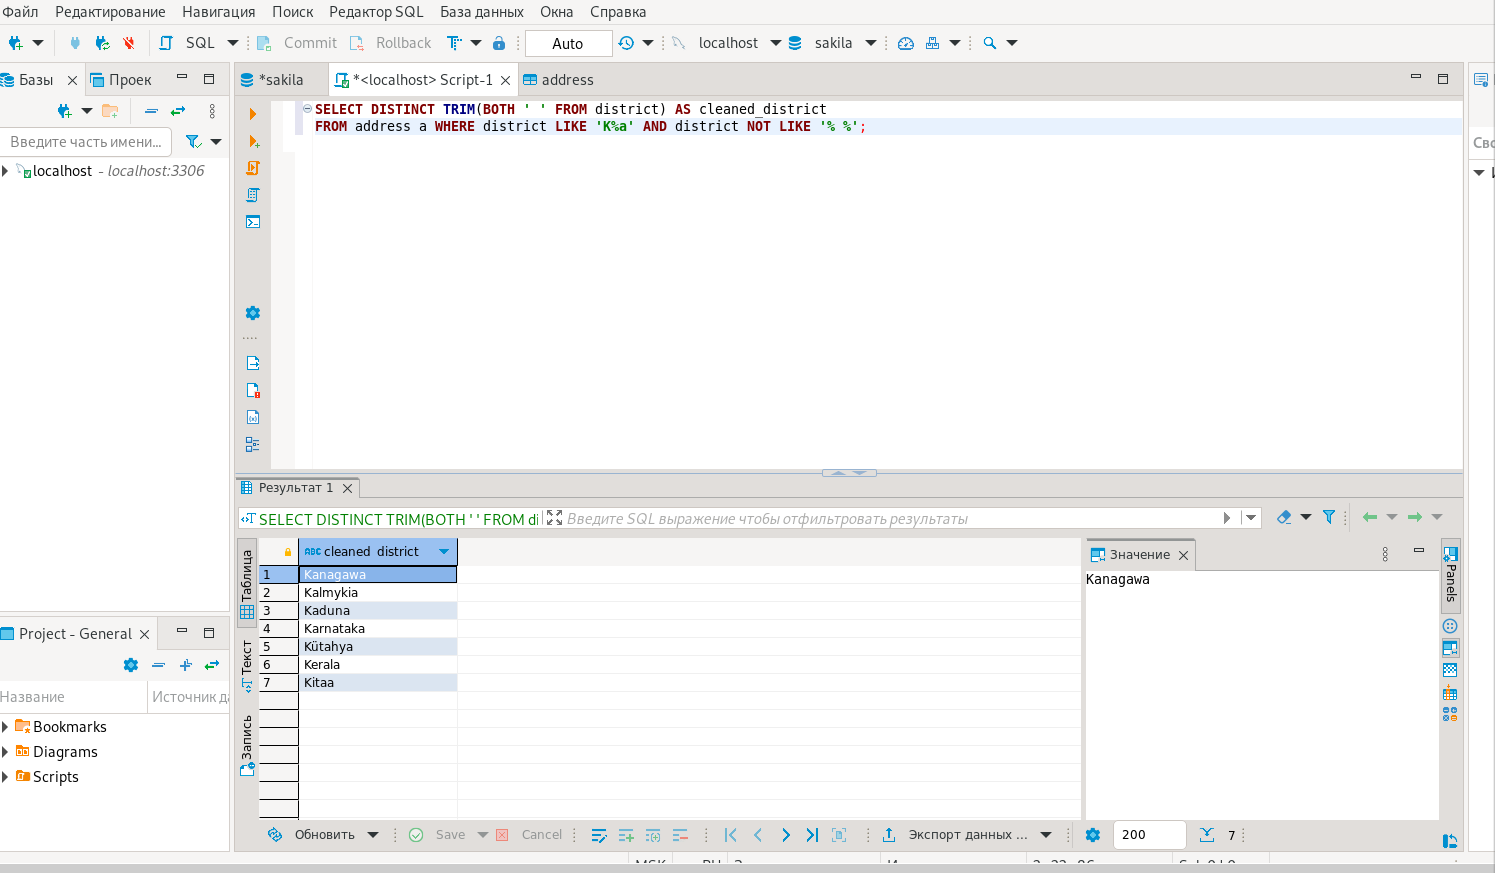 Файл Редактирование Навигация Поиск Редактор SQL База данных Окна Справка
SQL Commit Rollback Auto localhost sakila
Базы Проек
*sakila *<localhost> Script-1 address
Введите часть имени...
localhost - localhost:3306
SELECT DISTINCT TRIM(BOTH ' ' FROM district) AS cleaned_district
FROM address a WHERE district LIKE 'K%a' AND district NOT LIKE '% %';
Сво
Project - General
Название Источник да
Bookmarks
Diagrams
Scripts
Результат 1
SELECT DISTINCT TRIM(BOTH ' ' FROM di Введите SQL выражение чтобы отфильтровать результаты
Таблица
Текст
Запись
ABC cleaned_district
1 Kanagawa
2 Kalmykia
3 Kaduna
4 Karnataka
5 Kütahya
6 Kerala
7 Kitaa
Значение
Kanagawa
Panels
Обновить Save Cancel Экспорт данных ... 200 7